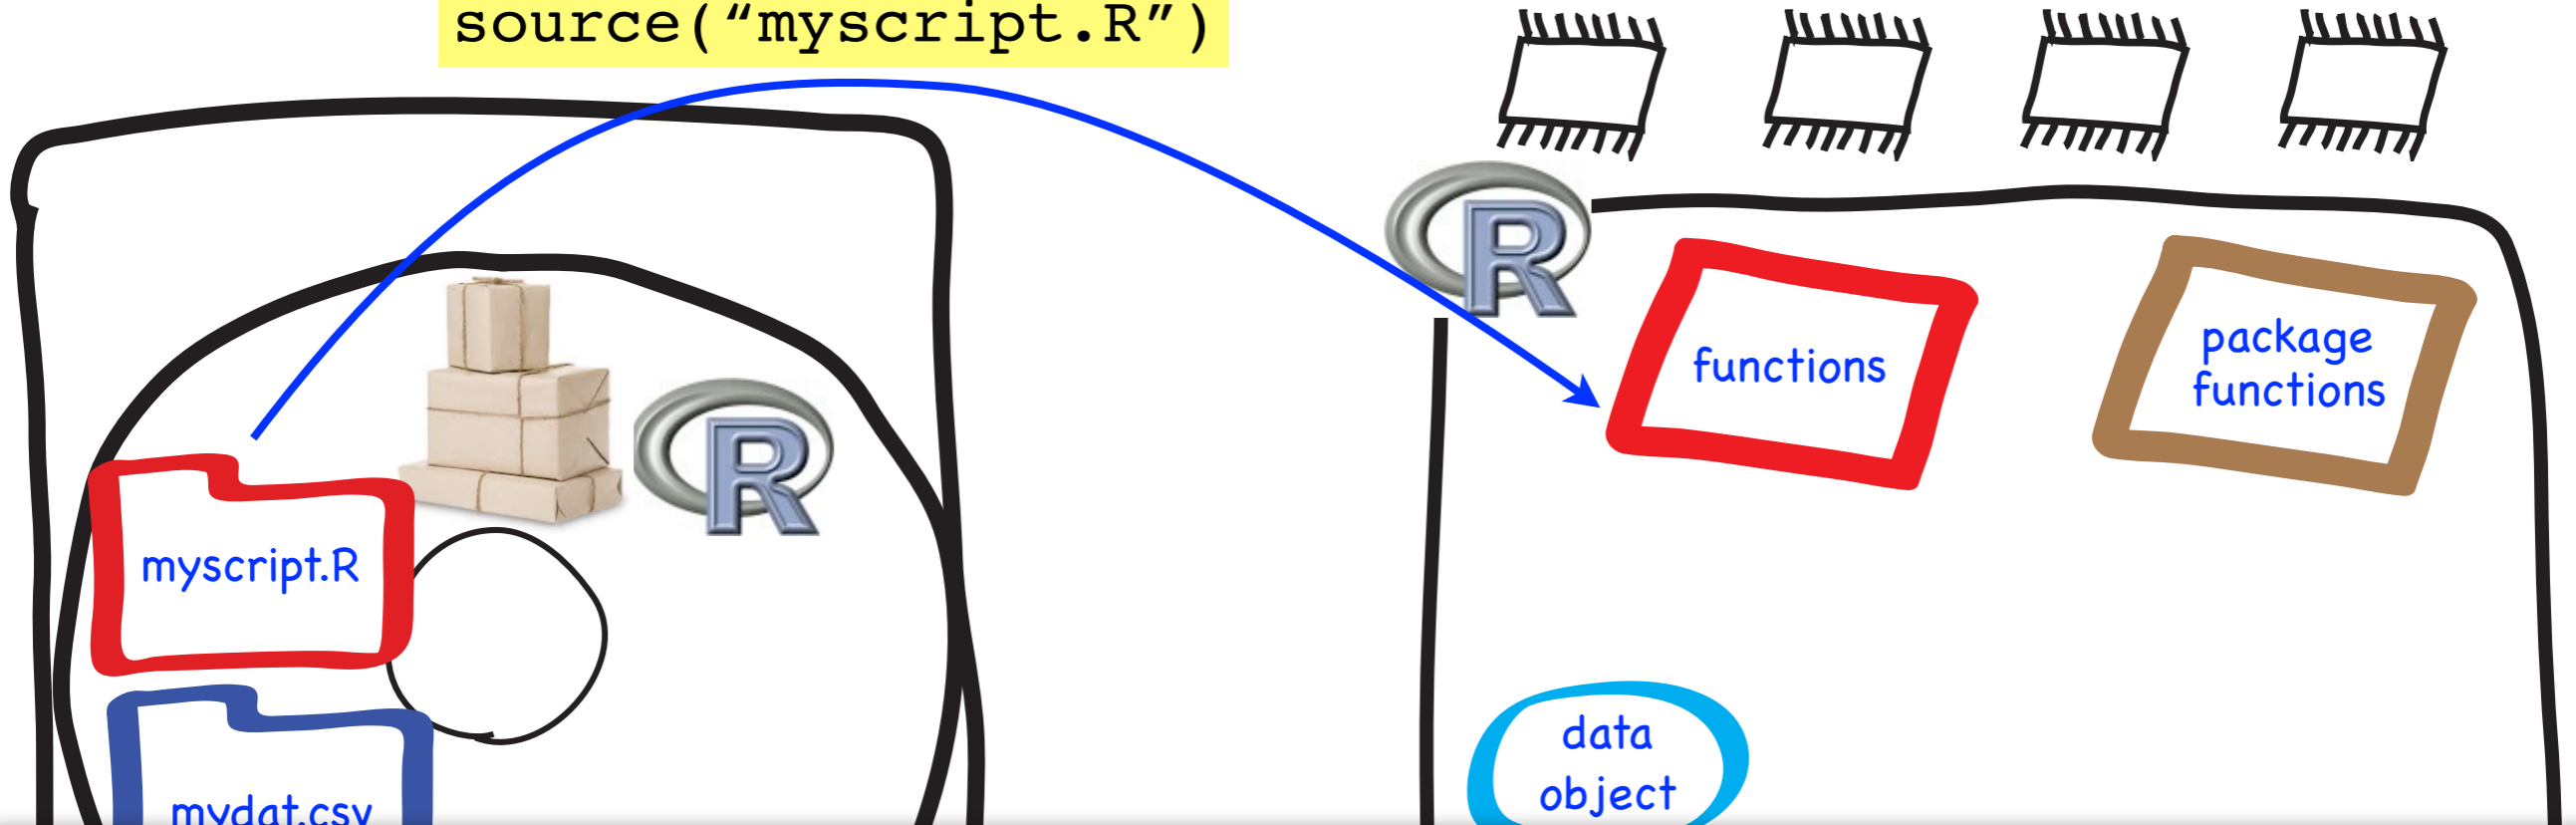 source(“myscript.R”)
R
functions
package
functions
R
myscript.R
data
object
mydat.csv